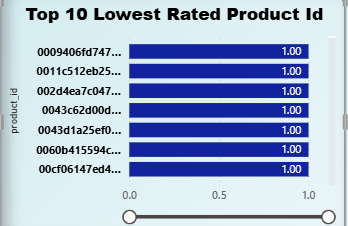 Top 10 Lowest Rated Product Id
product_id
0009406fd747... 1.00
0011c512eb25... 1.00
002d4ea7c047... 1.00
0043c62d00d... 1.00
0043d1a25ef0... 1.00
0060b415594c... 1.00
00cf06147ed4... 1.00
0.0 0.5 1.0